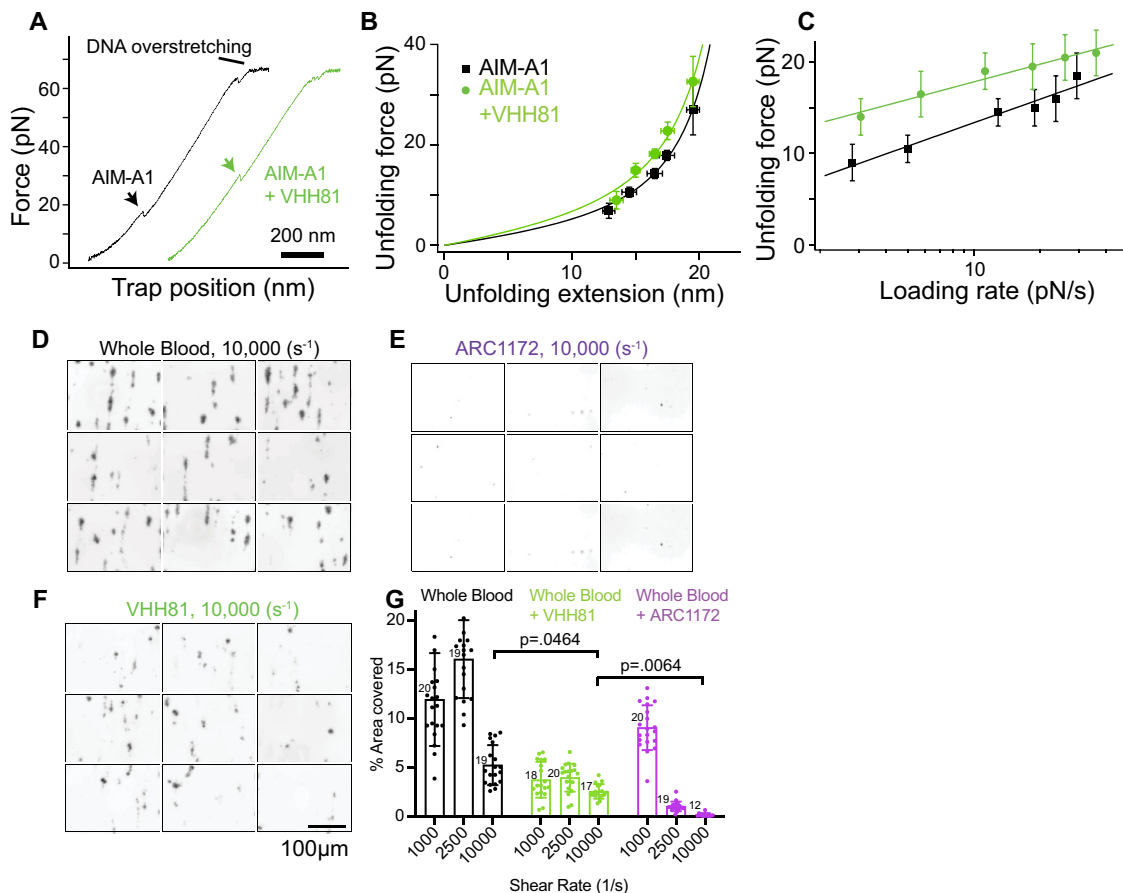 A
DNA overstretching
60
40
20
0
Force (pN)
AIM-A1
AIM-A1
+ VHH81
200 nm
Trap position (nm)
B
40
20
0
Unfolding force (pN)
AIM-A1
AIM-A1
+VHH81
0
10
20
Unfolding extension (nm)
C
20
10
0
Unfolding force (pN)
10
Loading rate (pN/s)
D
Whole Blood, 10,000 (s-1)
E
ARC1172, 10,000 (s-1)
F
VHH81, 10,000 (s-1)
100μm
G
Whole Blood
Whole Blood
+ VHH81
Whole Blood
+ ARC1172
20
15
10
5
0
% Area covered
p=.0464
p=.0064
20
19
19
18
20
17
20
19
12
1000
2500
10000
1000
2500
10000
1000
2500
10000
Shear Rate (1/s)